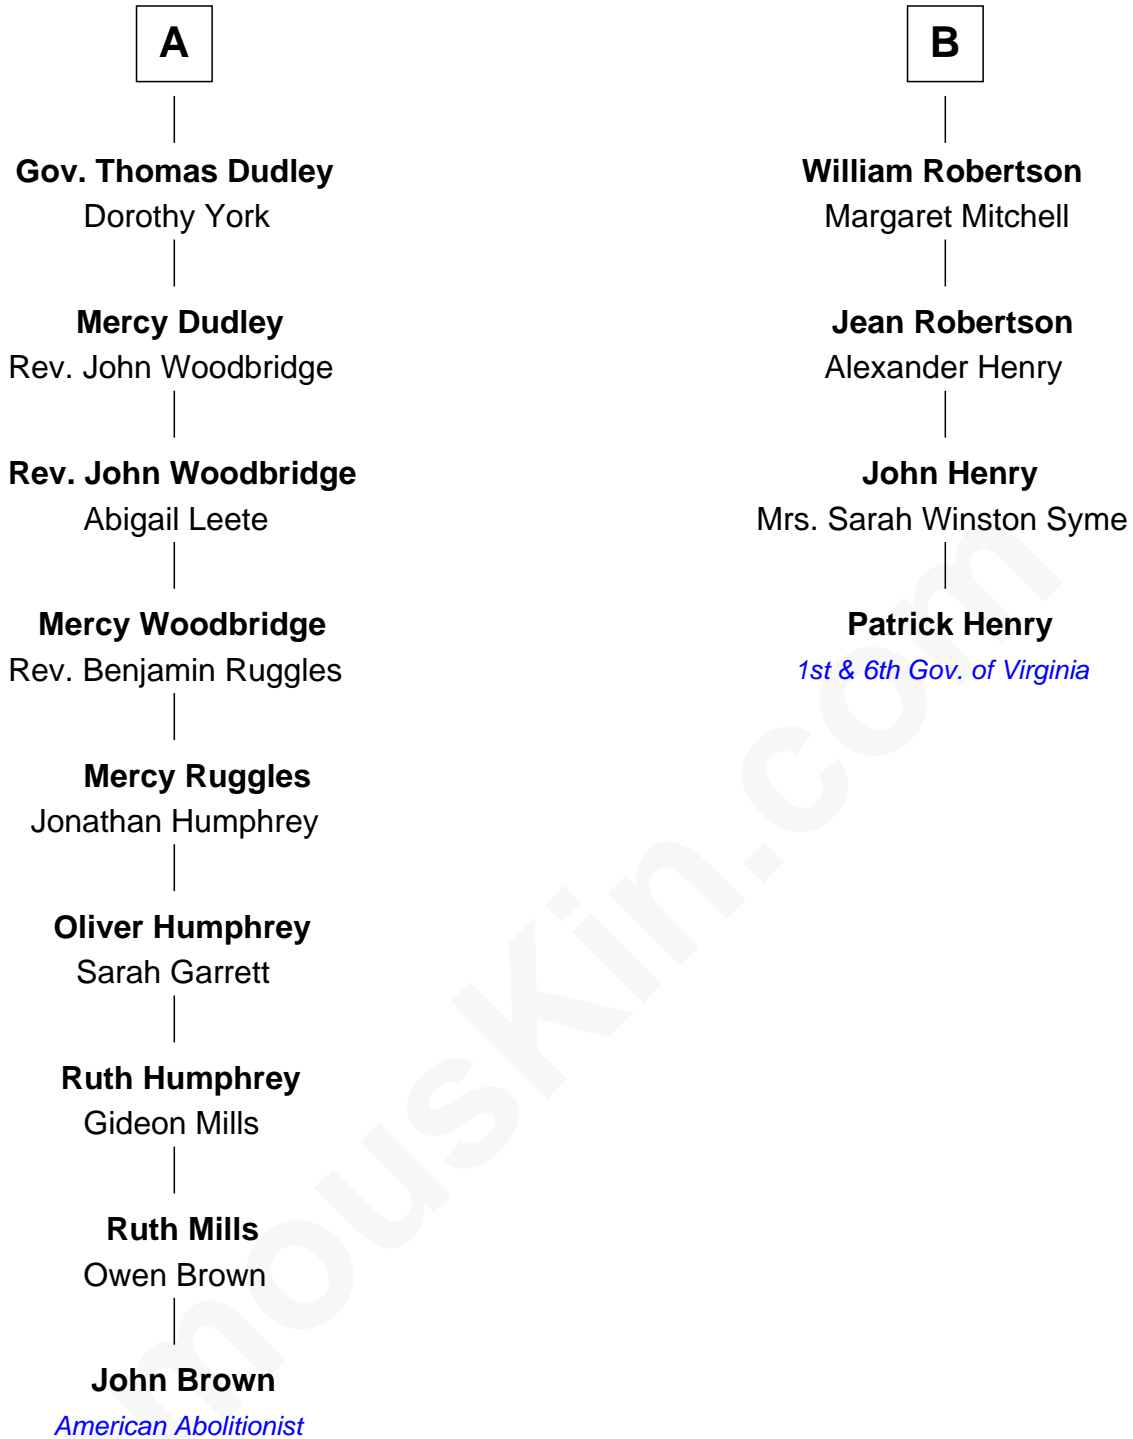 A
Gov. Thomas Dudley
Dorothy York
Mercy Dudley
Rev. John Woodbridge
Rev. John Woodbridge
Abigail Leete
Mercy Woodbridge
Rev. Benjamin Ruggles
Mercy Ruggles
Jonathan Humphrey
Oliver Humphrey
Sarah Garrett
Ruth Humphrey
Gideon Mills
Ruth Mills
Owen Brown
John Brown
American Abolitionist
B
William Robertson
Margaret Mitchell
Jean Robertson
Alexander Henry
John Henry
Mrs. Sarah Winston Syme
Patrick Henry
1st & 6th Gov. of Virginia
mousKin.com